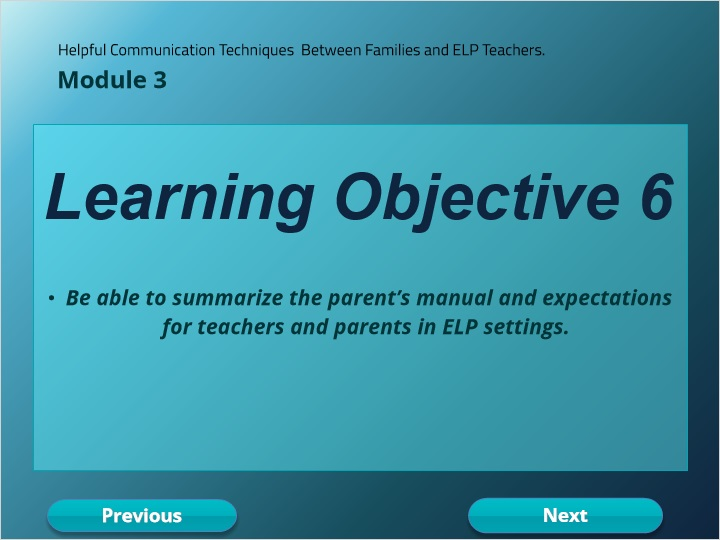 Helpful Communication Techniques  Between Families and ELP Teachers.
Module 3
Learning Objective 6
• Be able to summarize the parent’s manual and expectations
for teachers and parents in ELP settings.
Previous
Next